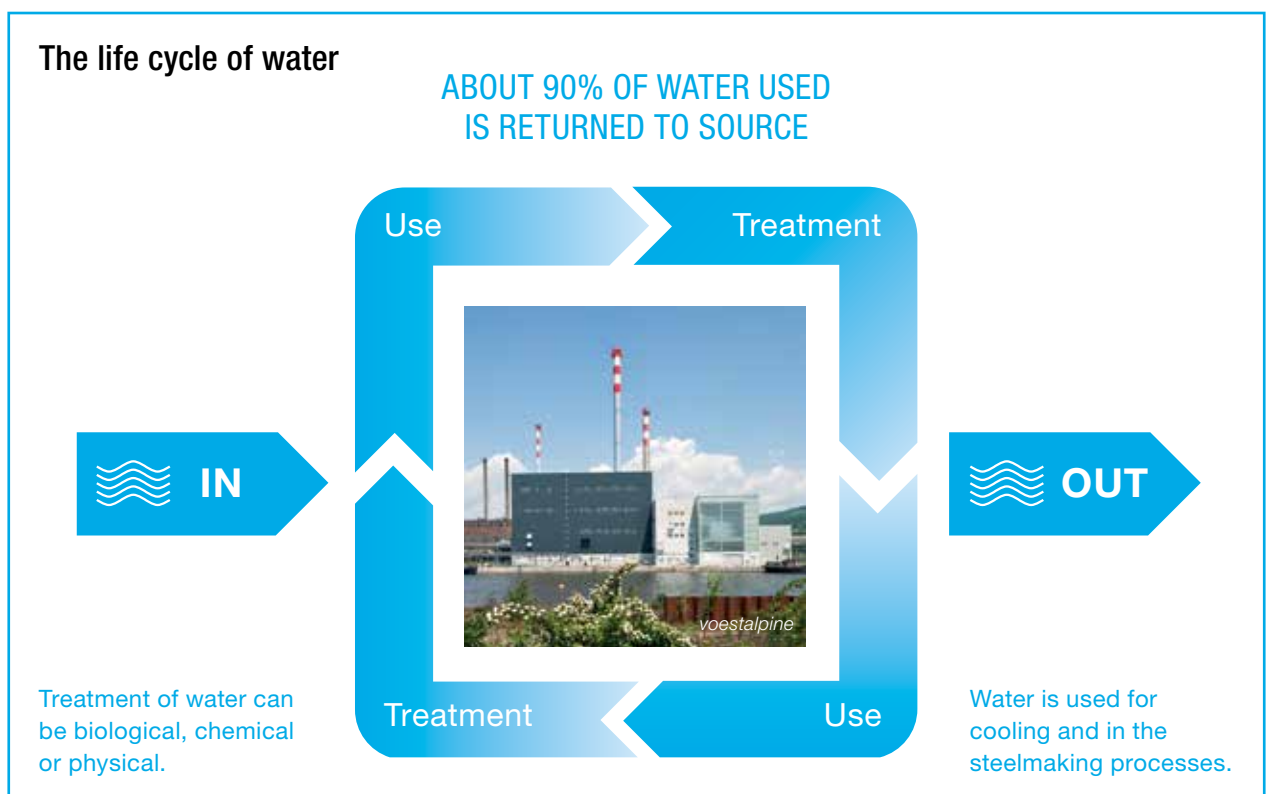 The life cycle of water
ABOUT 90% OF WATER USED
IS RETURNED TO SOURCE
Use
Treatment
IN
OUT
voestalpine
Treatment
Use
Treatment of water can
be biological, chemical
or physical.
Water is used for
cooling and in the
steelmaking processes.